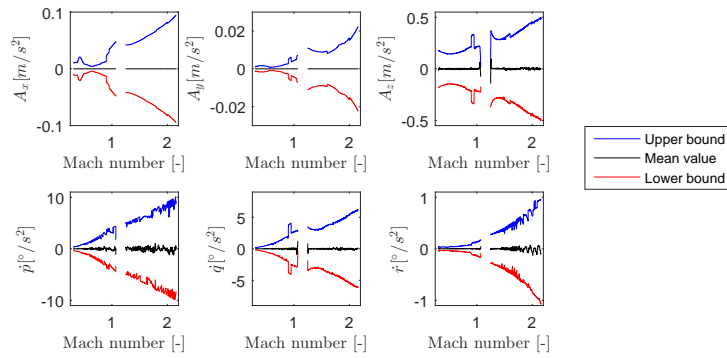 0.1
0
-0.1
A_x [m/s^2]
1
2
Mach number [-]
0.02
0
-0.02
A_y [m/s^2]
1
2
Mach number [-]
0.5
0
-0.5
A_z [m/s^2]
1
2
Mach number [-]
Upper bound
Mean value
Lower bound
10
0
-10
ṗ [°/s^2]
1
2
Mach number [-]
5
0
-5
q̇ [°/s^2]
1
2
Mach number [-]
1
0
-1
ṙ [°/s^2]
1
2
Mach number [-]